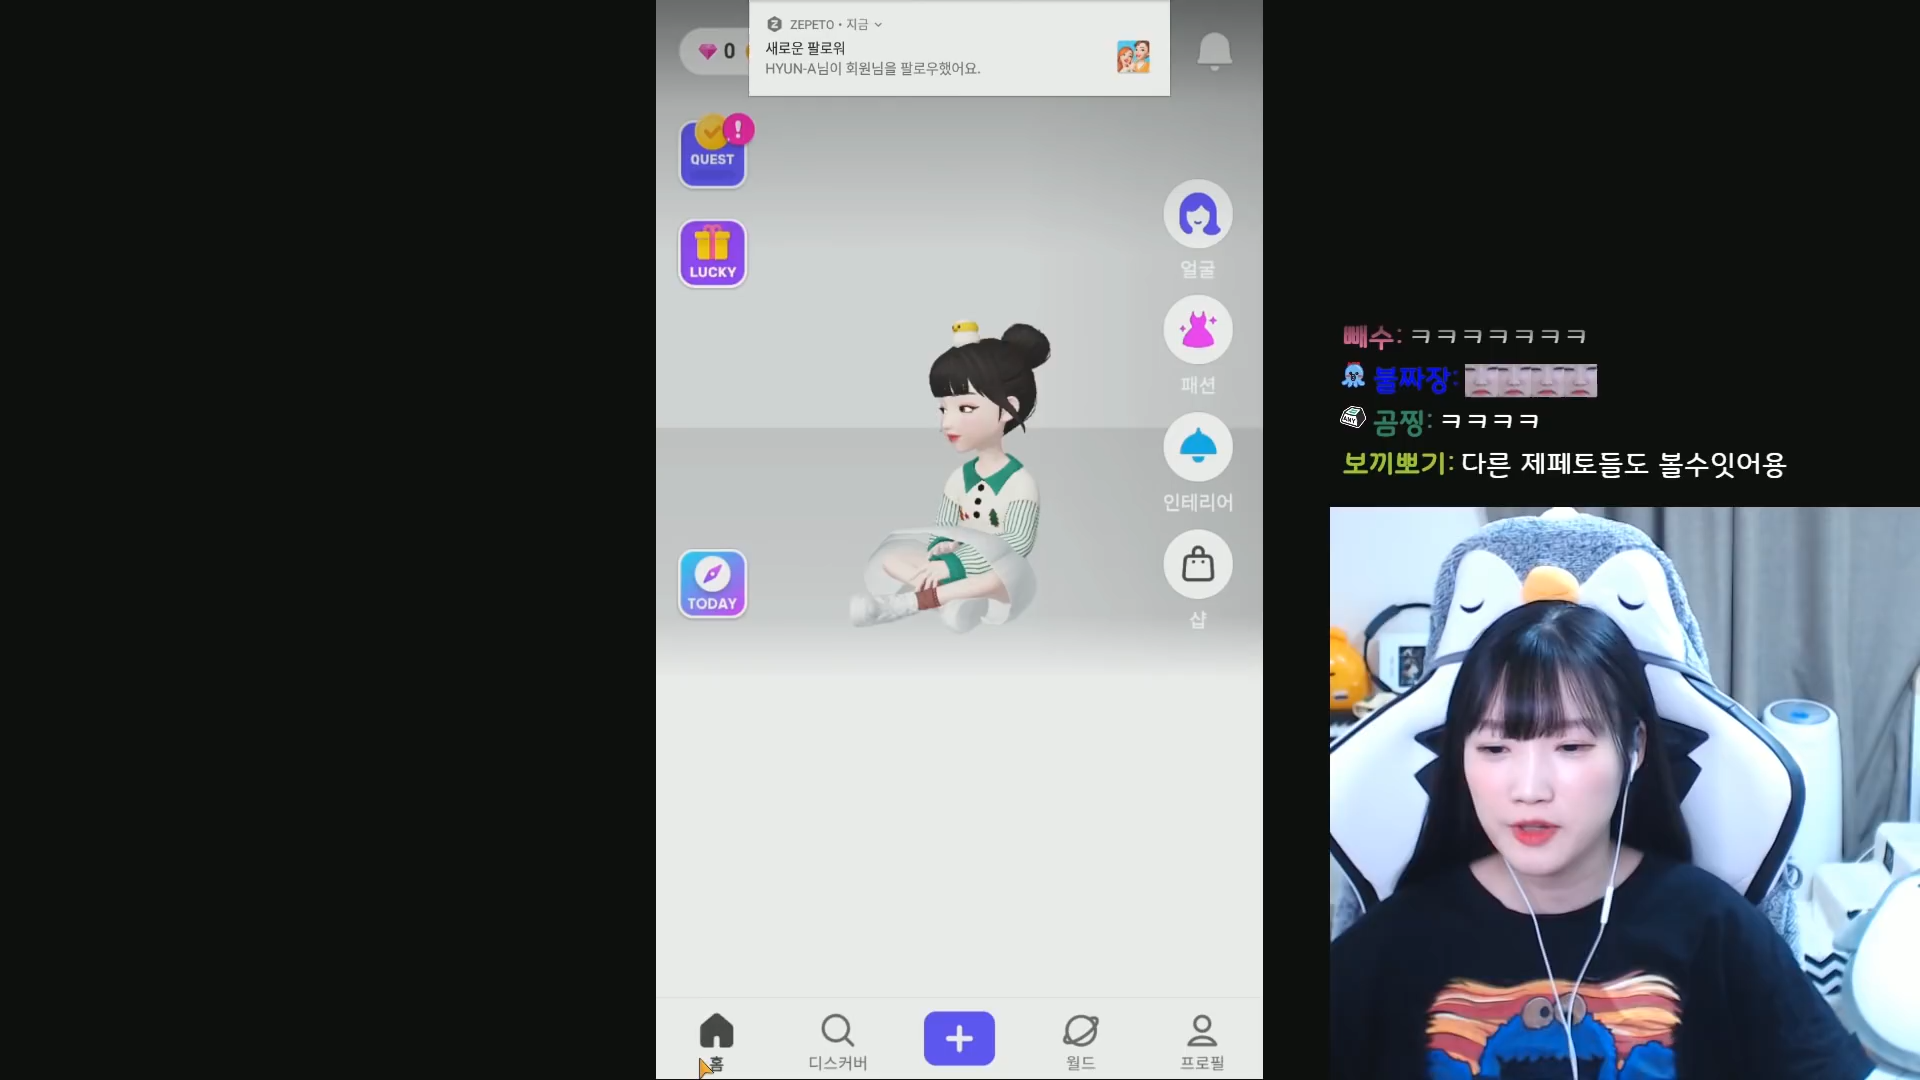 0
ZEPETO • 지금
새로운 팔로워
HYUN-A님이 회원님을 팔로우했어요.
QUEST
LUCKY
얼굴
패션
인테리어
샵
TODAY
빼수: ㅋㅋㅋㅋㅋㅋㅋ
불짜장:
곰찡: ㅋㅋㅋㅋ
보끼뽀기: 다른 제페토들도 볼수잇어용
홈
디스커버
월드
프로필